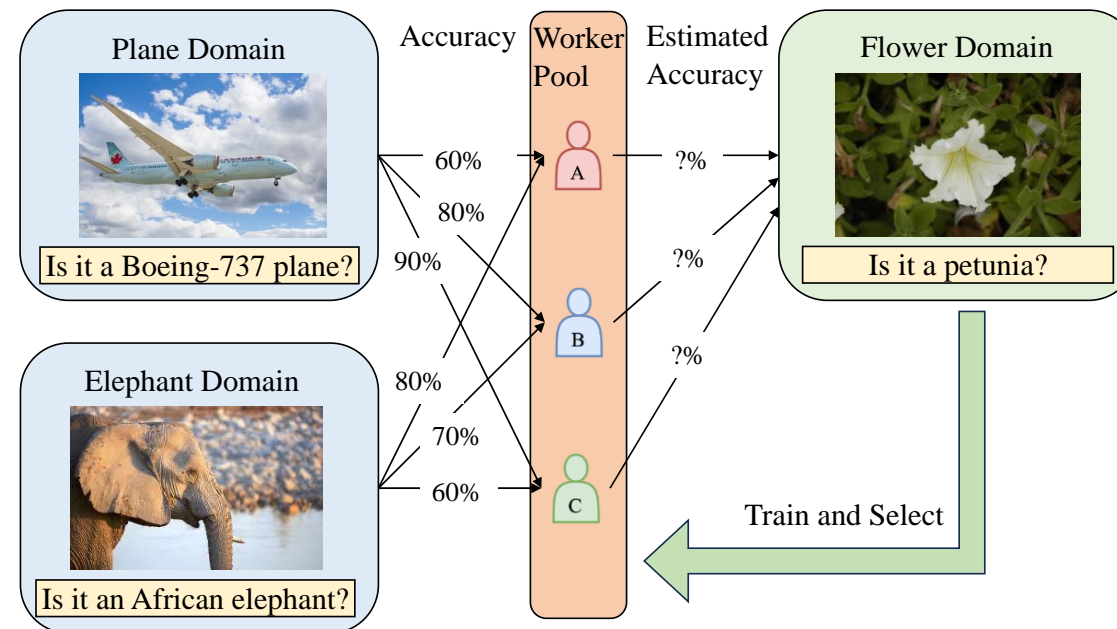 Plane Domain
Is it a Boeing-737 plane?
Elephant Domain
Is it an African elephant?
Accuracy
60%
80%
90%
80%
70%
60%
Worker
Pool
A
B
C
Estimated
Accuracy
?%
?%
?%
Flower Domain
Is it a petunia?
Train and Select